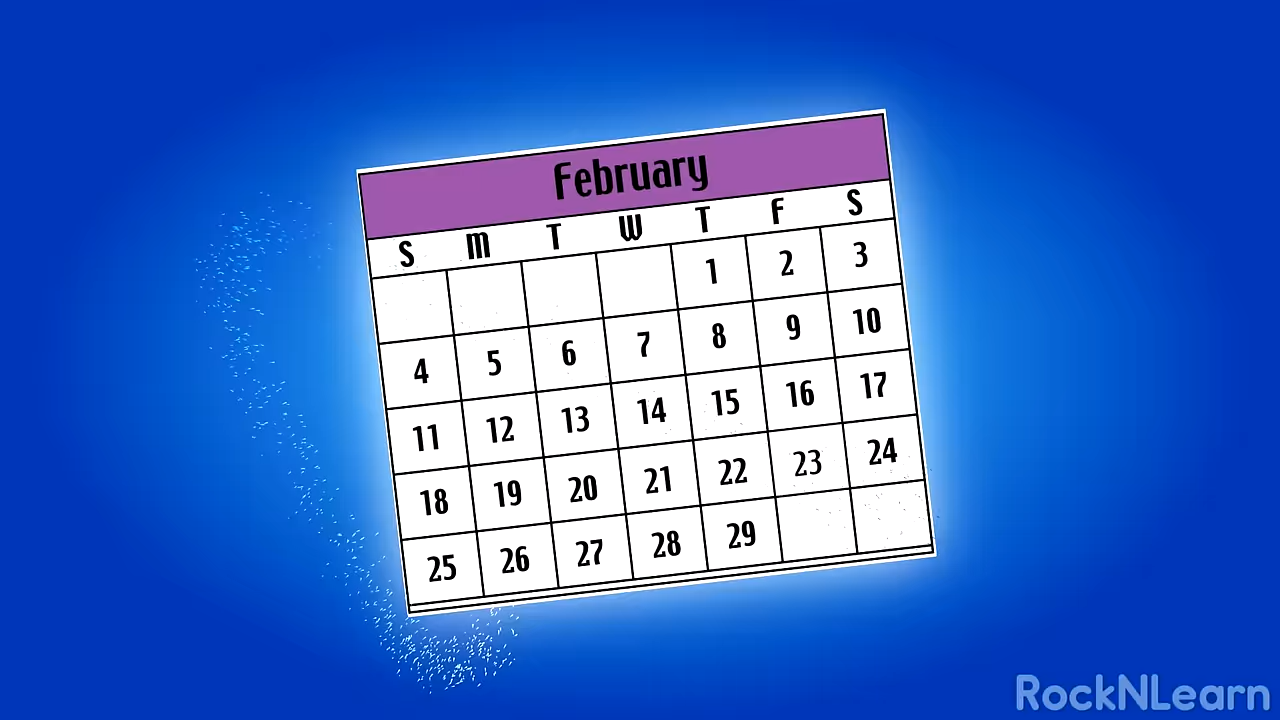 February
S M T W T F S
1 2 3
4 5 6 7 8 9 10
11 12 13 14 15 16 17
18 19 20 21 22 23 24
25 26 27 28 29
RockNLearn